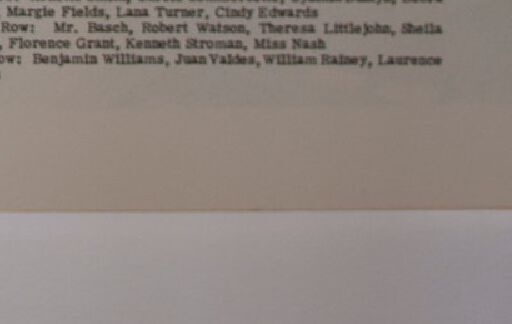 Margie Fields, Lana Turner, Cindy Edwards
Row: Mr. Basch, Robert Watson, Theresa Littlejohn, Sheila
, Florence Grant, Kenneth Stroman, Miss Nash
ow: Benjamin Williams, Juan Valdes, William Rainey, Laurence